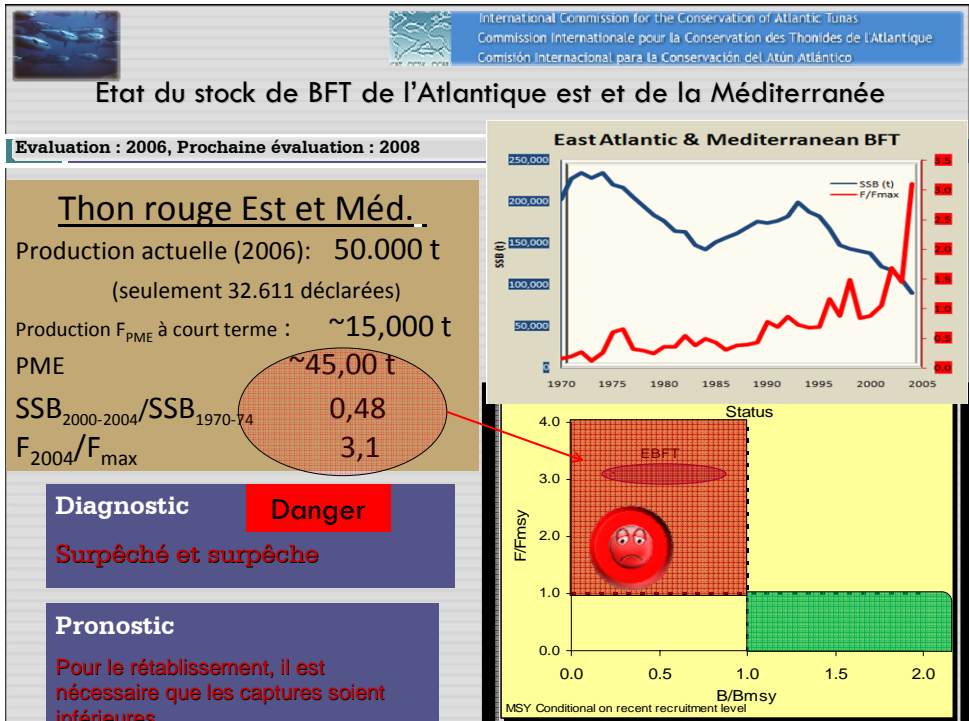 International Commission for the Conservation of Atlantic Tunas
Commission Internationale pour la Conservation des Thonides de l'Atlantique
Comisión Internacional para la Conservación del Atún Atlántico
Etat du stock de BFT de l'Atlantique est et de la Méditerranée
Evaluation : 2006, Prochaine évaluation : 2008
Thon rouge Est et Méd.
Production actuelle (2006): 50.000 t
(seulement 32.611 déclarées)
Production FPME à court terme : ~15,000 t
PME ~45,00 t
SSB2000-2004/SSB1970-74 0,48
F2004/Fmax 3,1
Diagnostic
Danger
Surpêché et surpêche
Pronostic
Pour le rétablissement, il est
nécessaire que les captures soient
inférieures
East Atlantic & Mediterranean BFT
250,000
200,000
150,000
100,000
50,000
0
SSB (t)
SSB (t)
F/Fmax
3.5
3.0
2.5
2.0
1.5
1.0
0.5
0.0
1970 1975 1980 1985 1990 1995 2000 2005
Status
4.0
3.0
2.0
1.0
0.0
F/Fmsy
EBFT
0.0 0.5 1.0 1.5 2.0
B/Bmsy
MSY Conditional on recent recruitment level